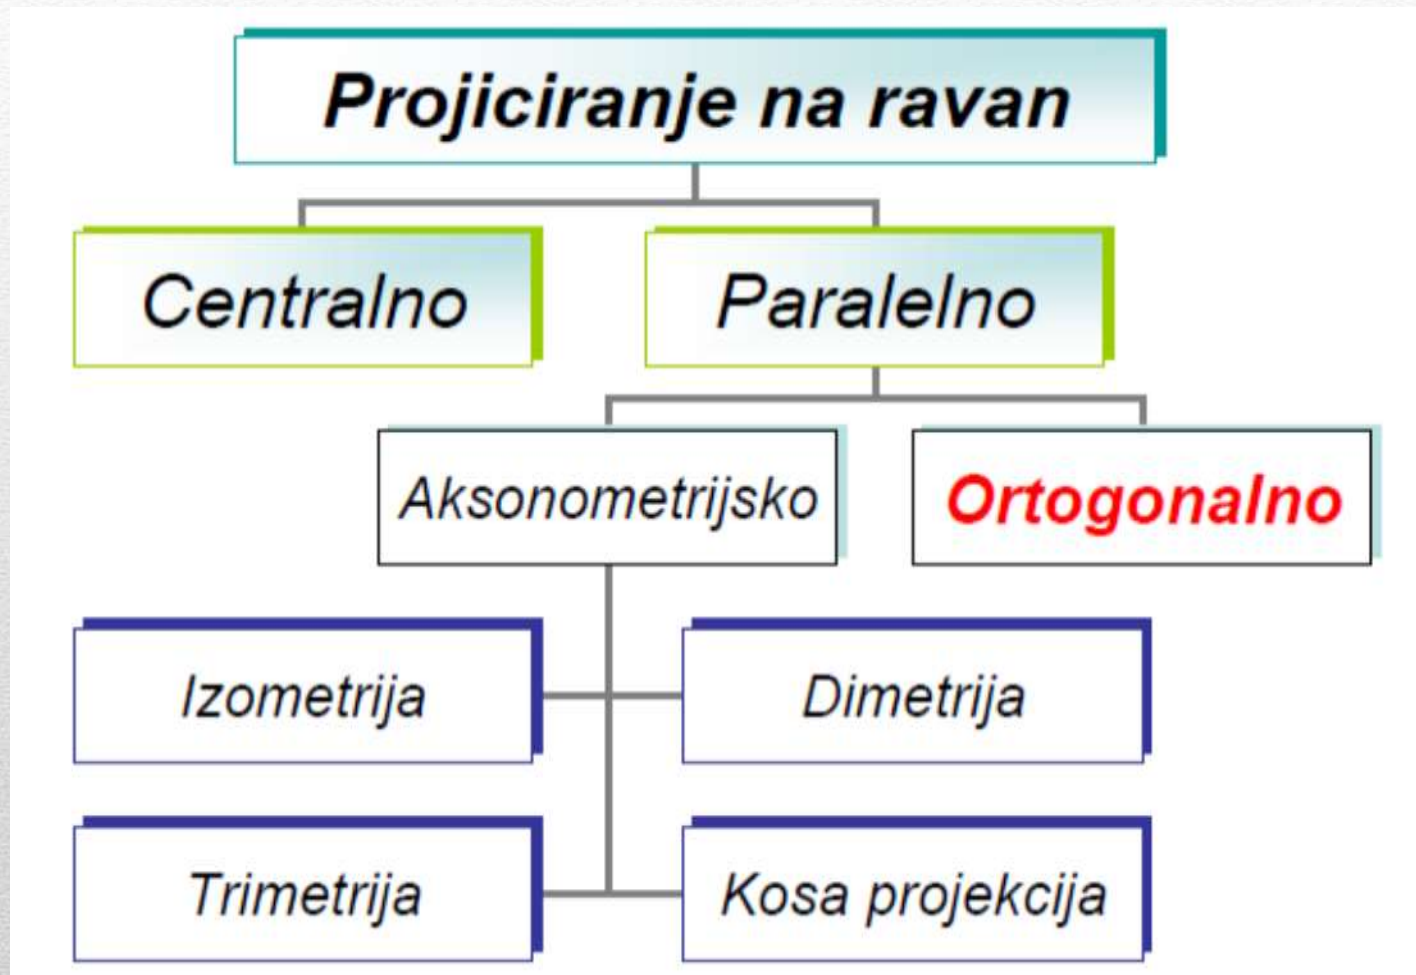 Projiciranje na ravan
Centralno
Paralelno
Aksonometrijsko
Ortogonalno
Izometrija
Dimetrija
Trimetrija
Kosa projekcija